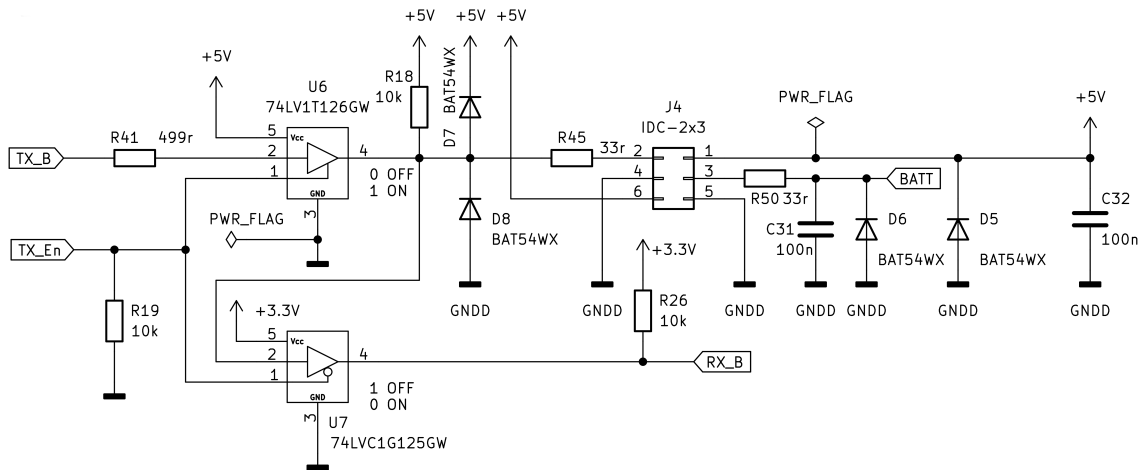 +5V
+5V
+5V
+5V
U6
74LV1T126GW
R18
10k
D7
BAT54WX
J4
IDC-2x3
PWR_FLAG
+5V
R41
499r
5
Vcc
R45
33r
2
1
TX_B
2
4
0 OFF
1 ON
4
3
BATT
1
6
5
GND
R50
33r
3
PWR_FLAG
D8
BAT54WX
C31
100n
D6
BAT54WX
D5
BAT54WX
C32
100n
TX_En
+3.3V
R19
10k
+3.3V
GNDD
GNDD
GNDD
GNDD
GNDD
GNDD
GNDD
R26
10k
5
Vcc
2
4
RX_B
1
1 OFF
0 ON
GND
3
U7
74LVC1G125GW